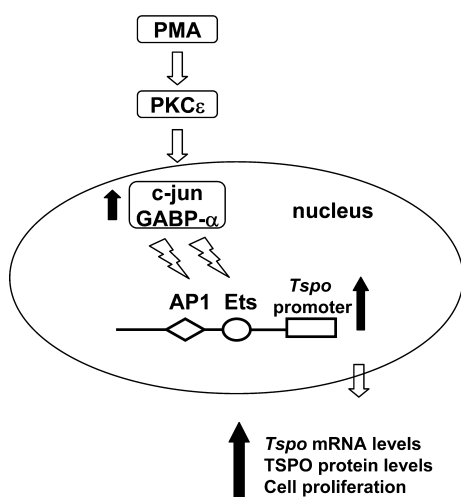 PMA
PKCε
c-jun
GABP-α
nucleus
AP1 Ets
Tspo
promoter
Tspo mRNA levels
TSPO protein levels
Cell proliferation